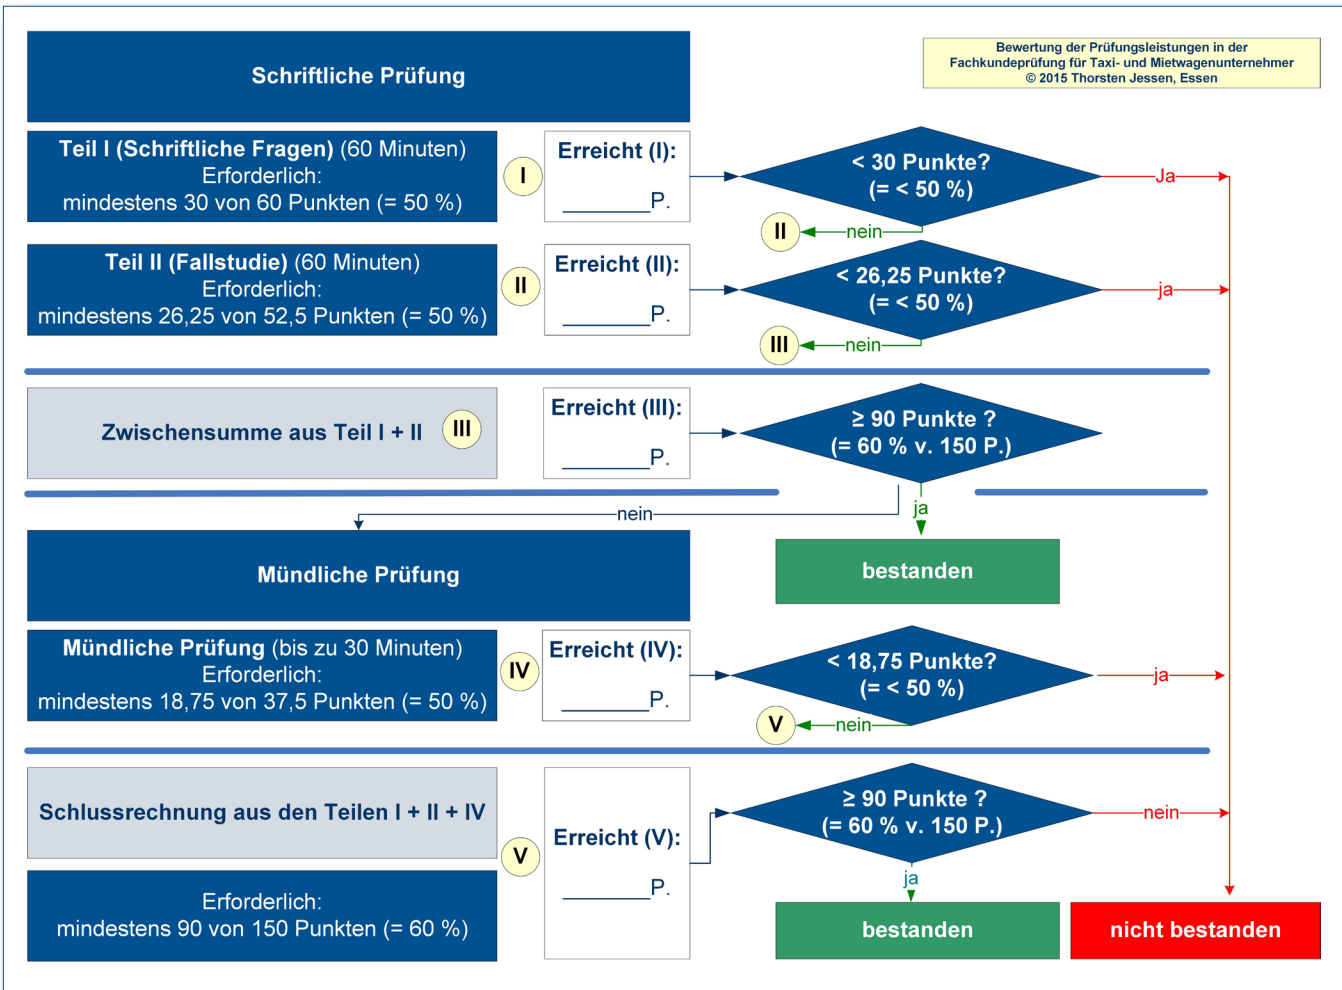 Schriftliche Prüfung
Bewertung der Prüfungsleistungen in der
Fachkundeprüfung für Taxi- und Mietwagenunternehmer
© 2015 Thorsten Jessen, Essen
Teil I (Schriftliche Fragen) (60 Minuten)
Erforderlich:
mindestens 30 von 60 Punkten (= 50 %)
I
Erreicht (I):
_______P.
< 30 Punkte?
(= < 50 %)
Ja
II
nein
Teil II (Fallstudie) (60 Minuten)
Erforderlich:
mindestens 26,25 von 52,5 Punkten (= 50 %)
II
Erreicht (II):
_______P.
< 26,25 Punkte?
(= < 50 %)
ja
III
nein
Zwischensumme aus Teil I + II
III
Erreicht (III):
_______P.
≥ 90 Punkte ?
(= 60 % v. 150 P.)
nein
ja
bestanden
Mündliche Prüfung
Mündliche Prüfung (bis zu 30 Minuten)
Erforderlich:
mindestens 18,75 von 37,5 Punkten (= 50 %)
IV
Erreicht (IV):
_______P.
< 18,75 Punkte?
(= < 50 %)
ja
V
nein
Schlussrechnung aus den Teilen I + II + IV
Erforderlich:
mindestens 90 von 150 Punkten (= 60 %)
V
Erreicht (V):
_______P.
≥ 90 Punkte ?
(= 60 % v. 150 P.)
nein
ja
bestanden
nicht bestanden